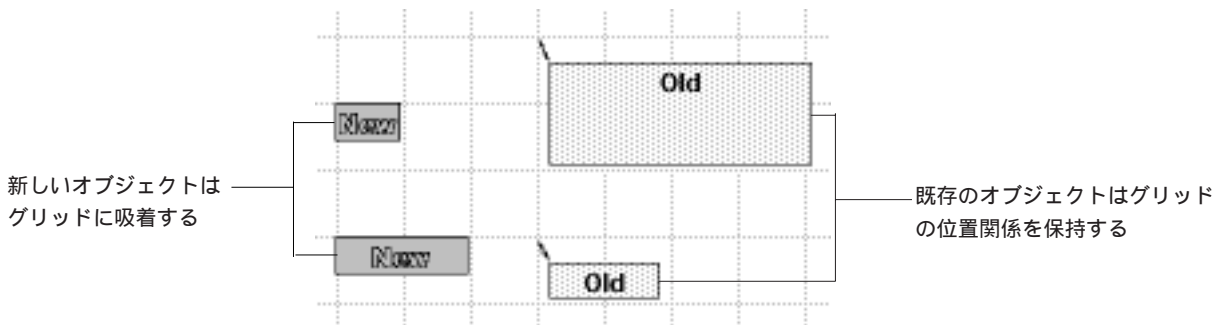 Old
New
新しいオブジェクトは
グリッドに吸着する
既存のオブジェクトはグリッド
の位置関係を保持する
New
Old